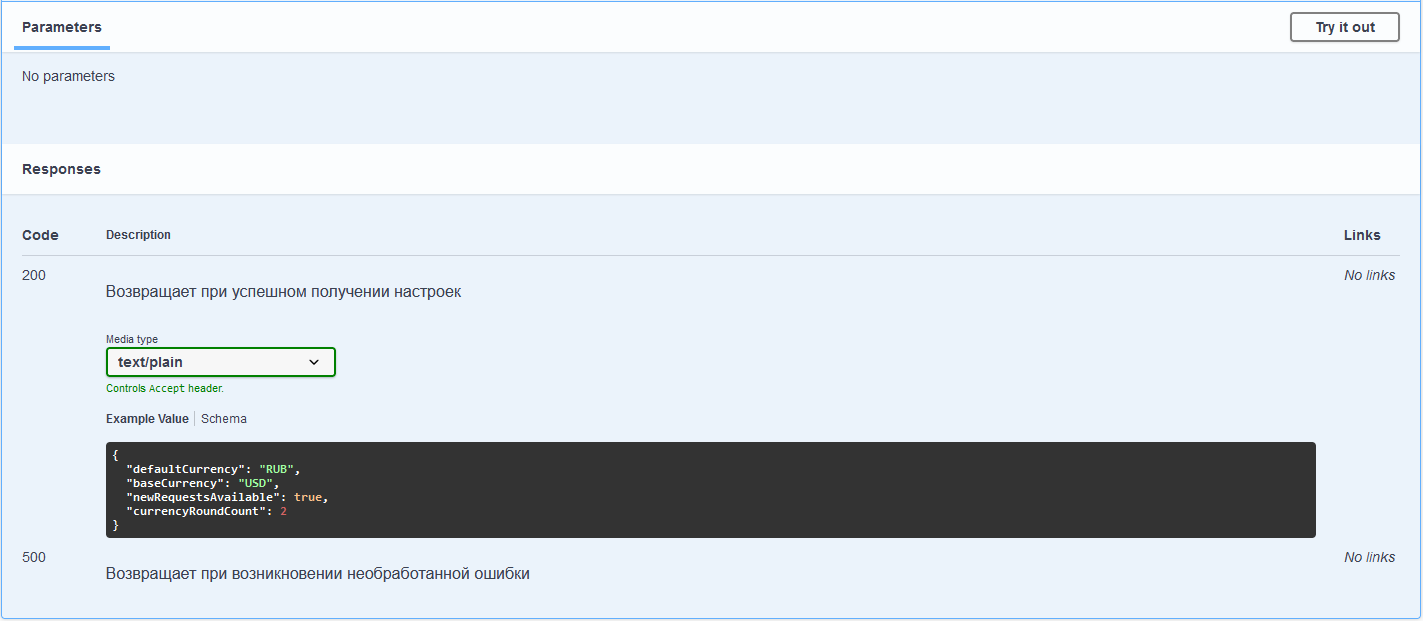 Parameters
Try it out
No parameters
Responses
Code Description Links
200 No links
Возвращает при успешном получении настроек
Media type
text/plain
Controls Accept header.
Example Value Schema
{
"defaultCurrency": "RUB",
"baseCurrency": "USD",
"newRequestsAvailable": true,
"currencyRoundCount": 2
}
500 No links
Возвращает при возникновении необработанной ошибки